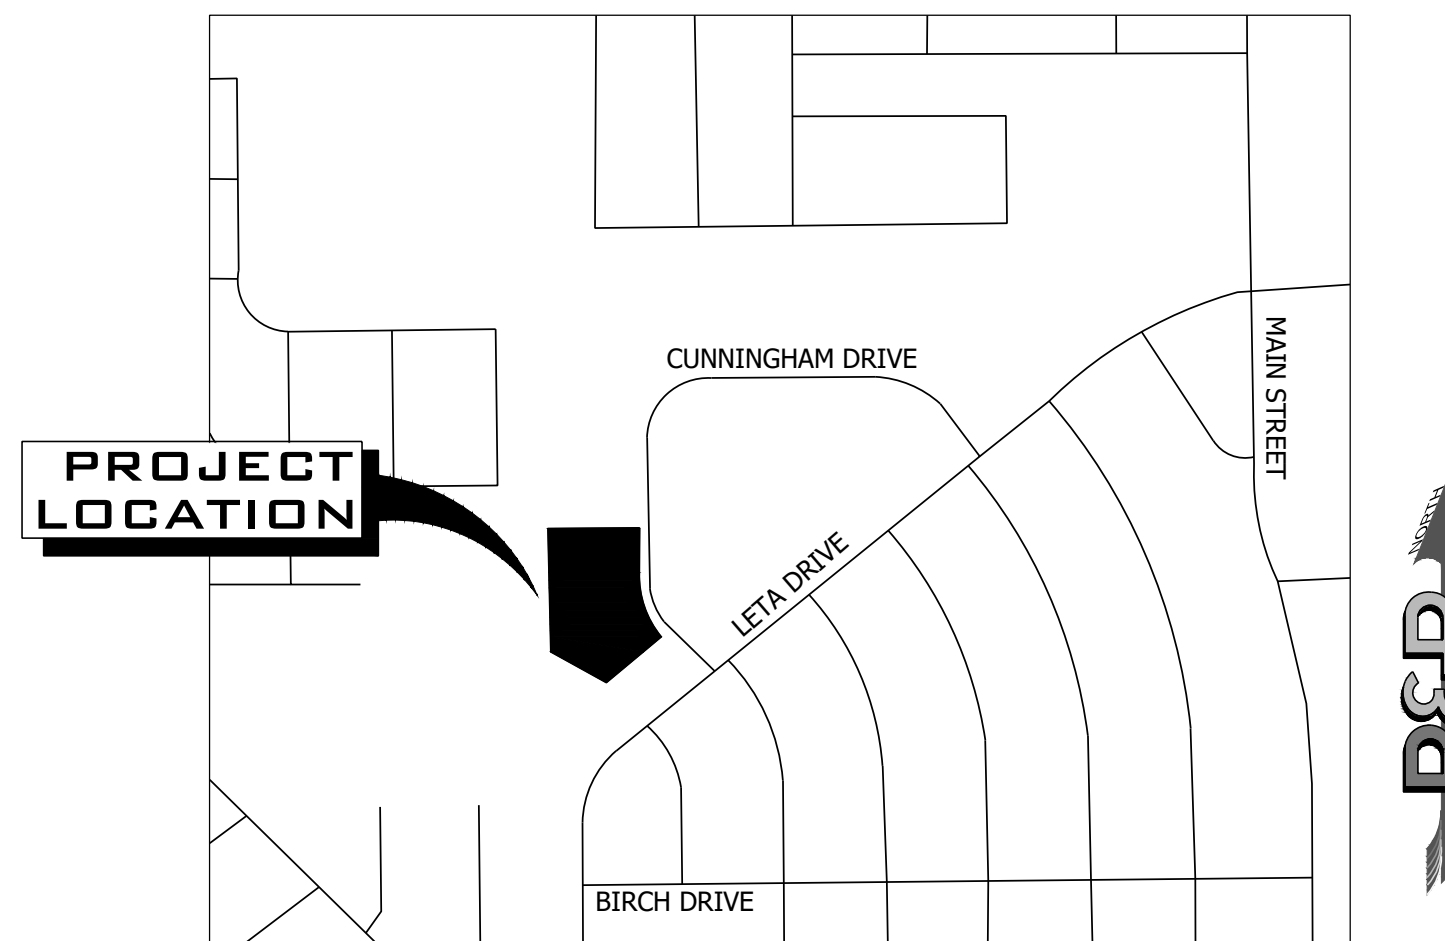 CUNNINGHAM DRIVE
MAIN STREET
PROJECT
LOCATION
NORTH
LETA DRIVE
BIRCH DRIVE